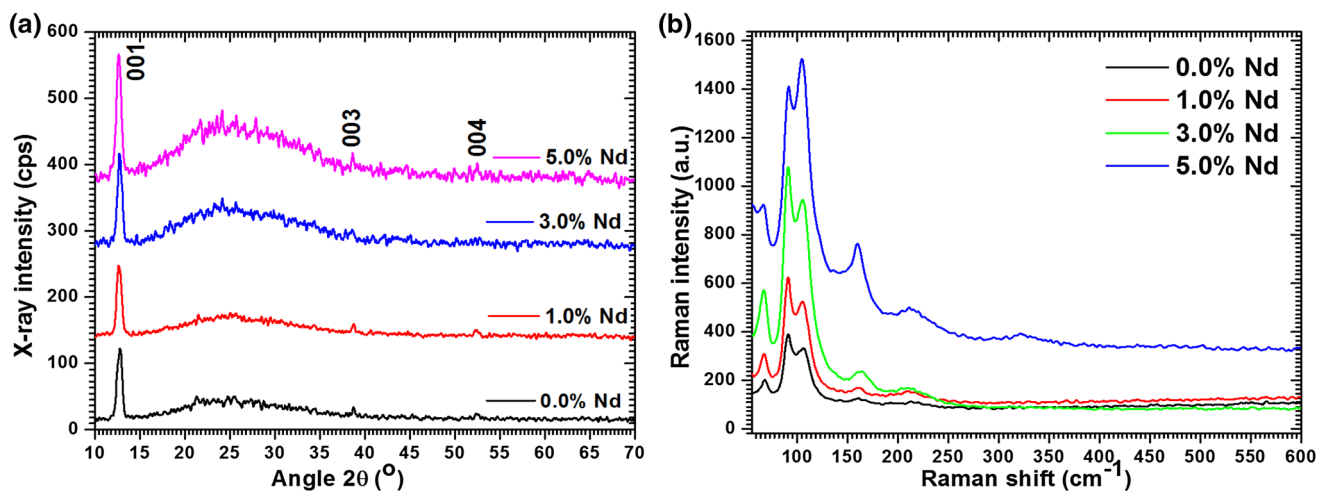 (a)
X-ray intensity (cps)
600
500
400
300
200
100
0
001
003
004
5.0% Nd
3.0% Nd
1.0% Nd
0.0% Nd
10 15 20 25 30 35 40 45 50 55 60 65 70
Angle 2θ (°)
(b)
Raman intensity (a.u.)
1600
1400
1200
1000
800
600
400
200
0
0.0% Nd
1.0% Nd
3.0% Nd
5.0% Nd
100 150 200 250 300 350 400 450 500 550 600
Raman shift (cm⁻¹)